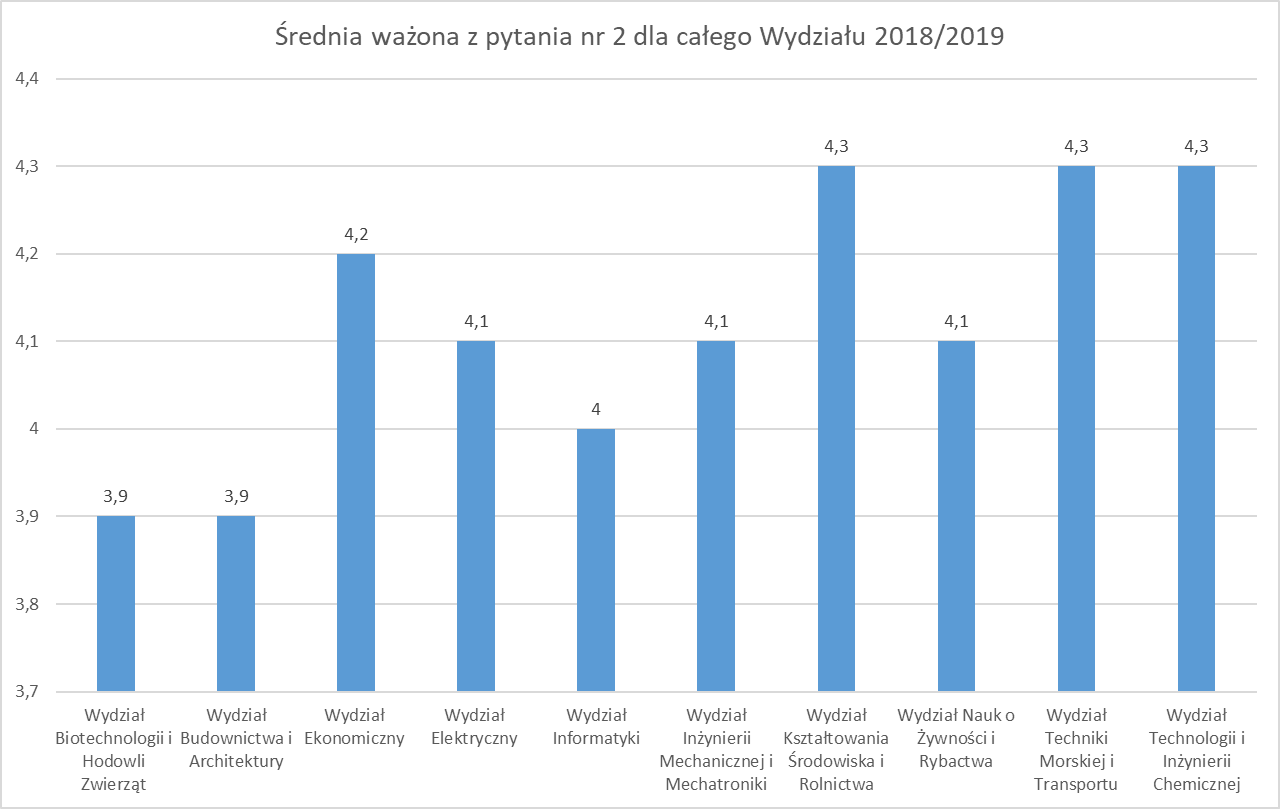 Średnia ważona z pytania nr 2 dla całego Wydziału 2018/2019
4,4
4,3
4,2
4,1
4
3,9
3,8
3,7
3,9
3,9
4,2
4,1
4
4,1
4,3
4,1
4,3
4,3
Wydział
Biotechnologii i
Hodowli
Zwierząt
Wydział
Budownictwa i
Architektury
Wydział
Ekonomiczny
Wydział
Elektryczny
Wydział
Informatyki
Wydział
Inżynierii
Mechanicznej i
Mechatroniki
Wydział
Kształtowania
Środowiska i
Rolnictwa
Wydział Nauk o
Żywności i
Rybactwa
Wydział
Techniki
Morskiej i
Transportu
Wydział
Technologii i
Inżynierii
Chemicznej